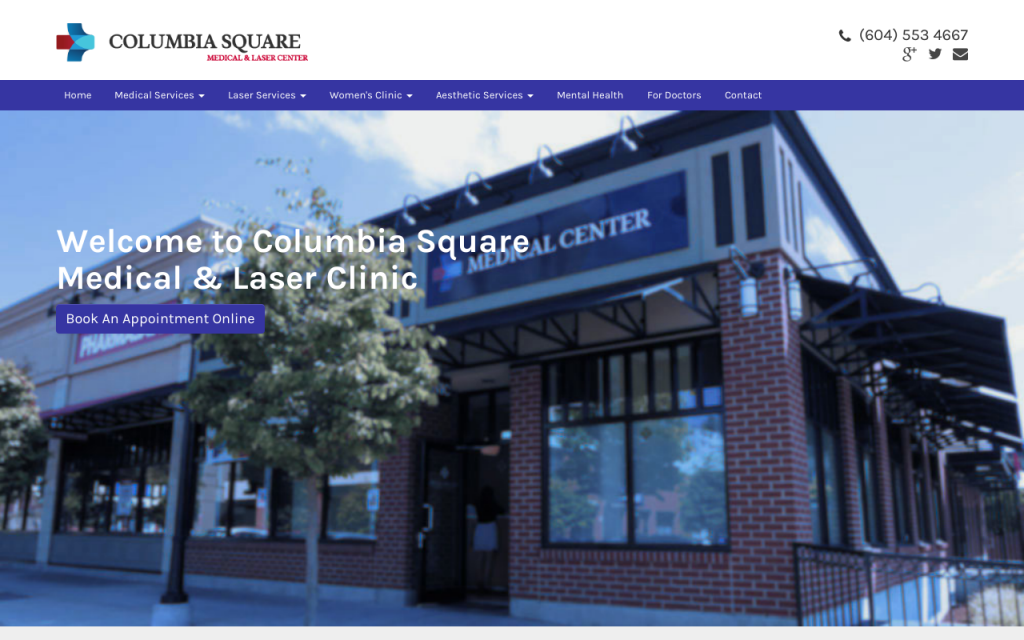 COLUMBIA SQUARE
MEDICAL & LASER CENTER
(604) 553 4667
Home
Medical Services
Laser Services
Women's Clinic
Aesthetic Services
Mental Health
For Doctors
Contact
MEDICAL CENTER
Welcome to Columbia Square
Medical & Laser Clinic
Book An Appointment Online